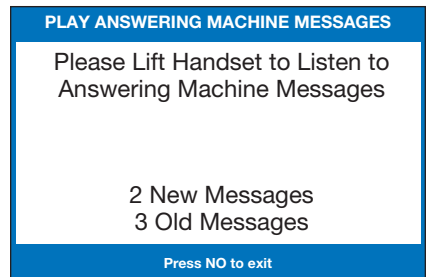 PLAY ANSWERING MACHINE MESSAGES
Please Lift Handset to Listen to
Answering Machine Messages
2 New Messages
3 Old Messages
Press NO to exit